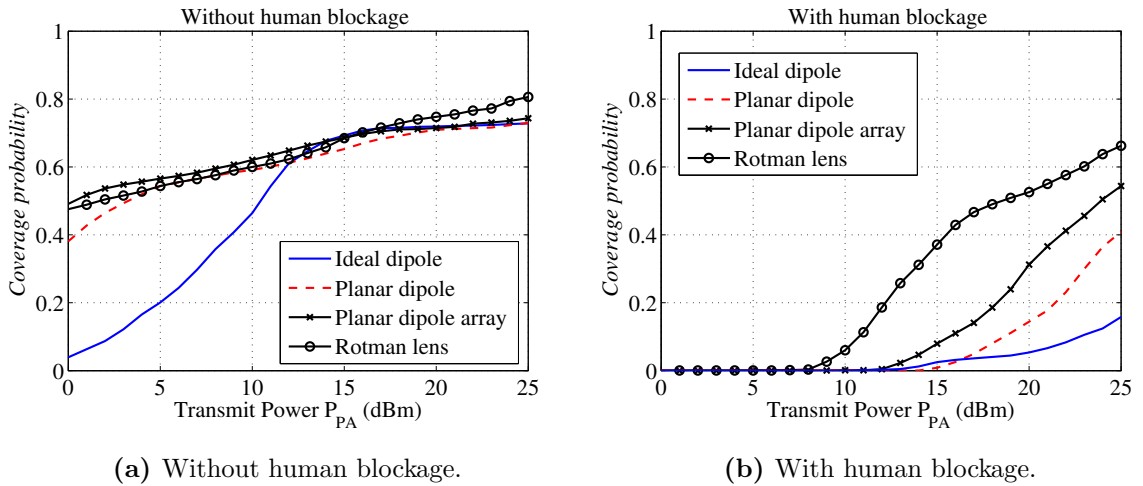 Without human blockage
1
0.8
0.6
0.4
0.2
0
0 5 10 15 20 25
Coverage probability
Transmit Power P_PA (dBm)
Ideal dipole
Planar dipole
Planar dipole array
Rotman lens
(a) Without human blockage.
With human blockage
1
0.8
0.6
0.4
0.2
0
0 5 10 15 20 25
Coverage probability
Transmit Power P_PA (dBm)
Ideal dipole
Planar dipole
Planar dipole array
Rotman lens
(b) With human blockage.